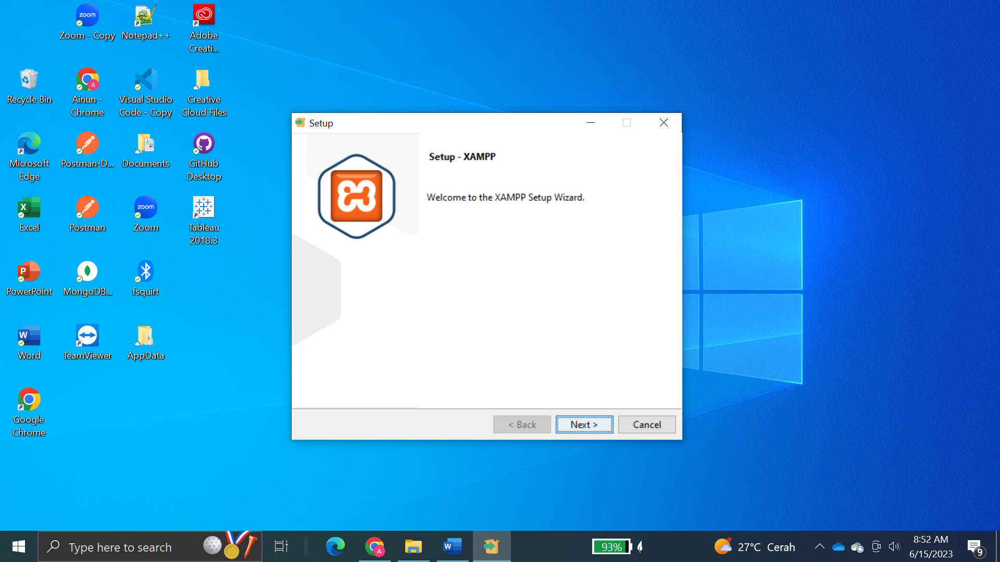 zoom
Zoom - Copy
Notepad++
Adobe
Creati...
Recycle Bin
A
Ainun -
Chrome
Visual Studio
Code - Copy
Creative
Cloud Files
Microsoft
Edge
Postman-D...
Documents
GitHub
Desktop
X
Excel
Postman
zoom
Zoom
Tableau
2018.3
P
PowerPoint
MongoDB...
fsquirt
W
Word
TeamViewer
AppData
Google
Chrome
Setup
Setup - XAMPP
Welcome to the XAMPP Setup Wizard.
< Back
Next >
Cancel
Type here to search
A
W
93%
27°C Cerah
8:52 AM
6/15/2023
9